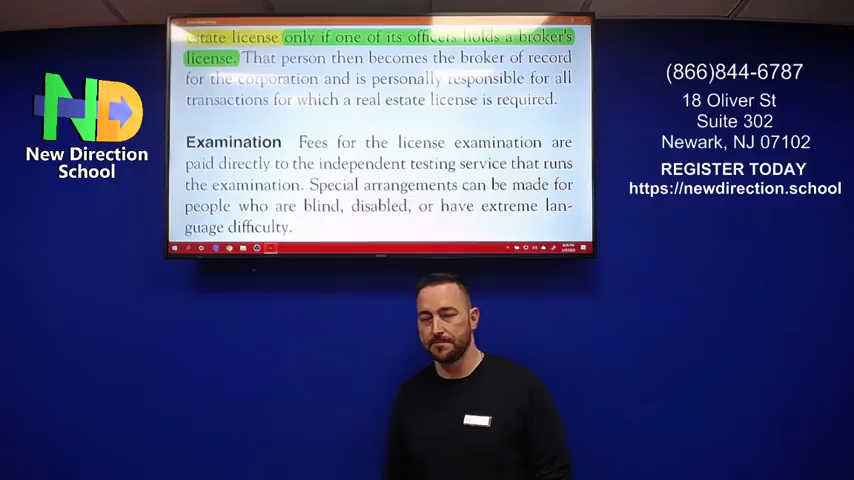 estate license only if one of its officers holds a broker's
license. That person then becomes the broker of record
for the corporation and is personally responsible for all
transactions for which a real estate license is required.
Examination Fees for the license examination are
paid directly to the independent testing service that runs
the examination. Special arrangements can be made for
people who are blind, disabled, or have extreme lan-
guage difficulty.
ND
New Direction
School
(866)844-6787
18 Oliver St
Suite 302
Newark, NJ 07102
REGISTER TODAY
https://newdirection.school